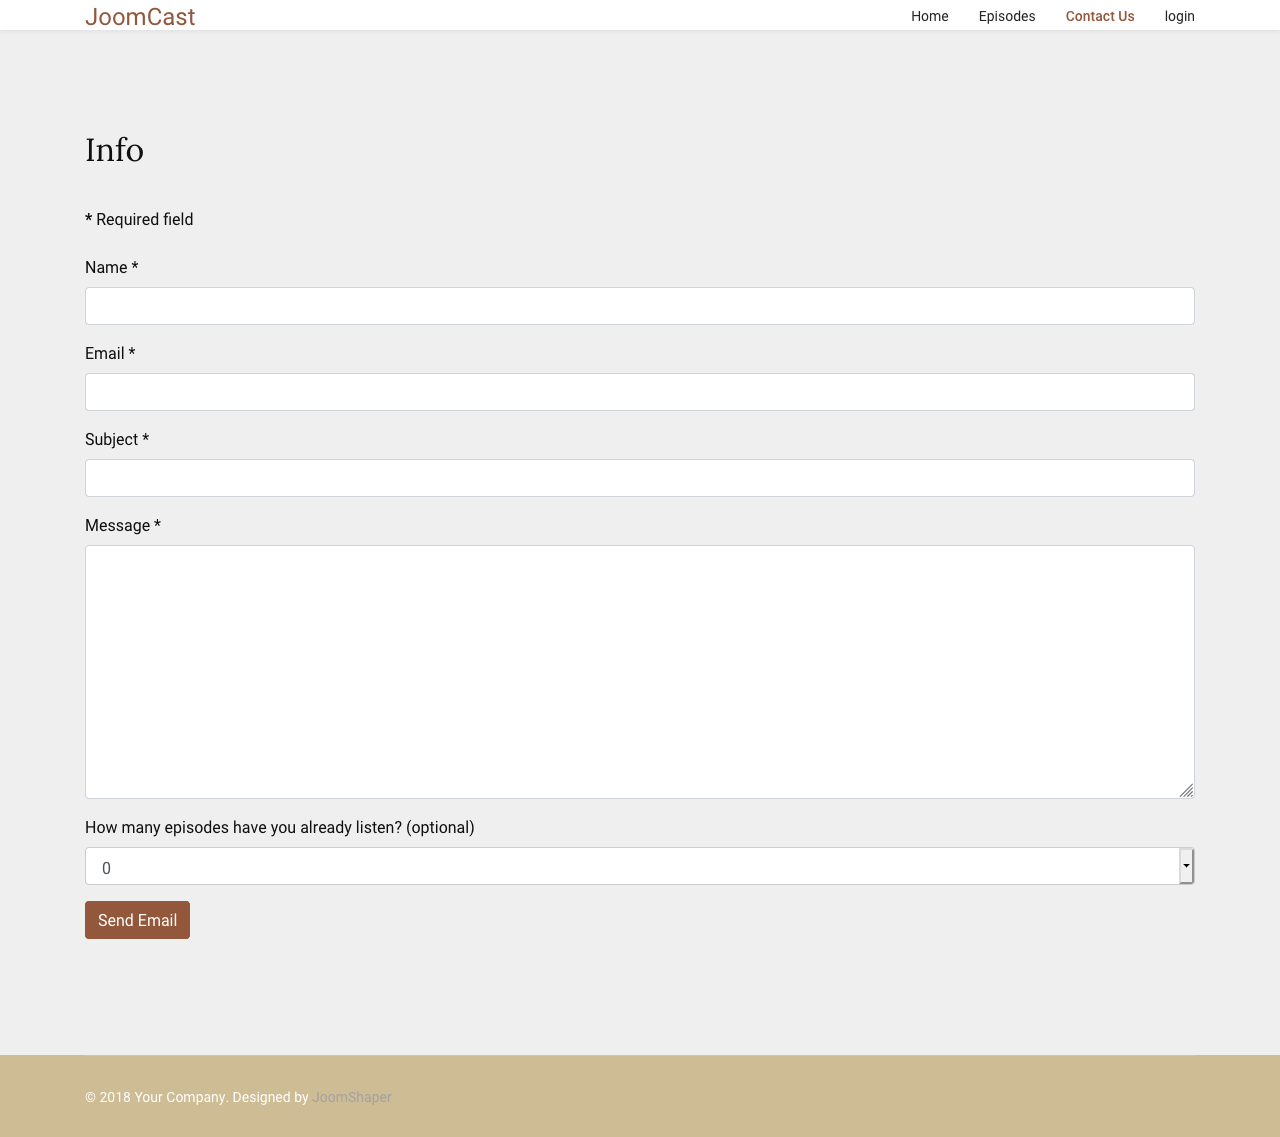 JoomCast
Home Episodes Contact Us login
Info
* Required field
Name *
Email *
Subject *
Message *
How many episodes have you already listen? (optional)
0
Send Email
© 2018 Your Company. Designed by JoomShaper